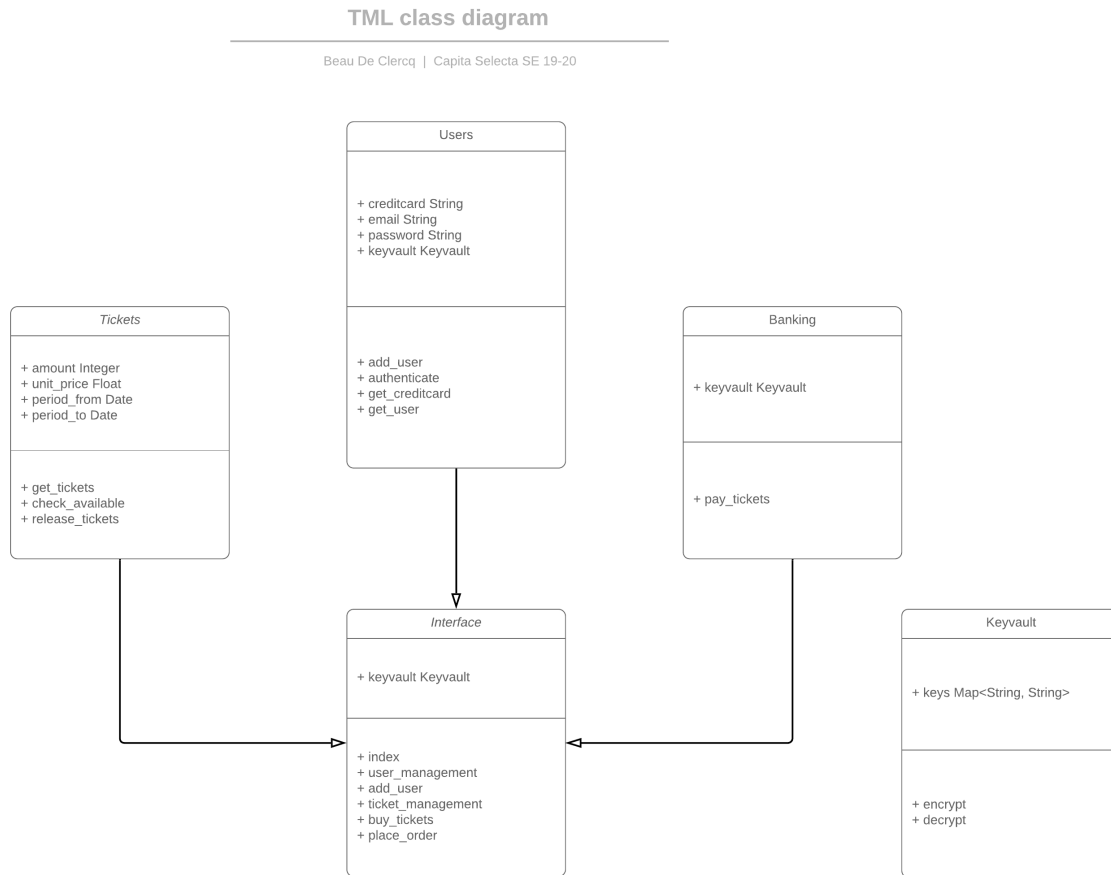 TML class diagram
Beau De Clercq | Capita Selecta SE 19-20
Users
+ creditcard String
+ email String
+ password String
+ keyvault Keyvault
+ add_user
+ authenticate
+ get_creditcard
+ get_user
Tickets
+ amount Integer
+ unit_price Float
+ period_from Date
+ period_to Date
+ get_tickets
+ check_available
+ release_tickets
Banking
+ keyvault Keyvault
+ pay_tickets
Interface
+ keyvault Keyvault
+ index
+ user_management
+ add_user
+ ticket_management
+ buy_tickets
+ place_order
Keyvault
+ keys Map<String, String>
+ encrypt
+ decrypt